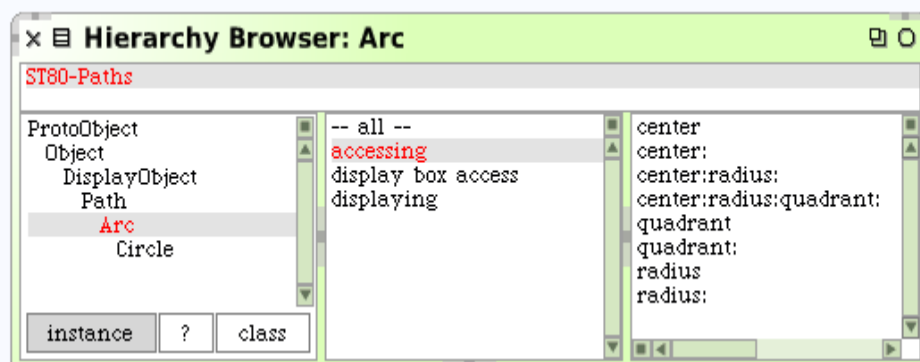 Hierarchy Browser: Arc
ST80-Paths
ProtoObject
Object
DisplayObject
Path
Arc
Circle
instance ? class
-- all --
accessing
display box access
displaying
center
center:
center:radius:
center:radius:quadrant:
quadrant
quadrant:
radius
radius: